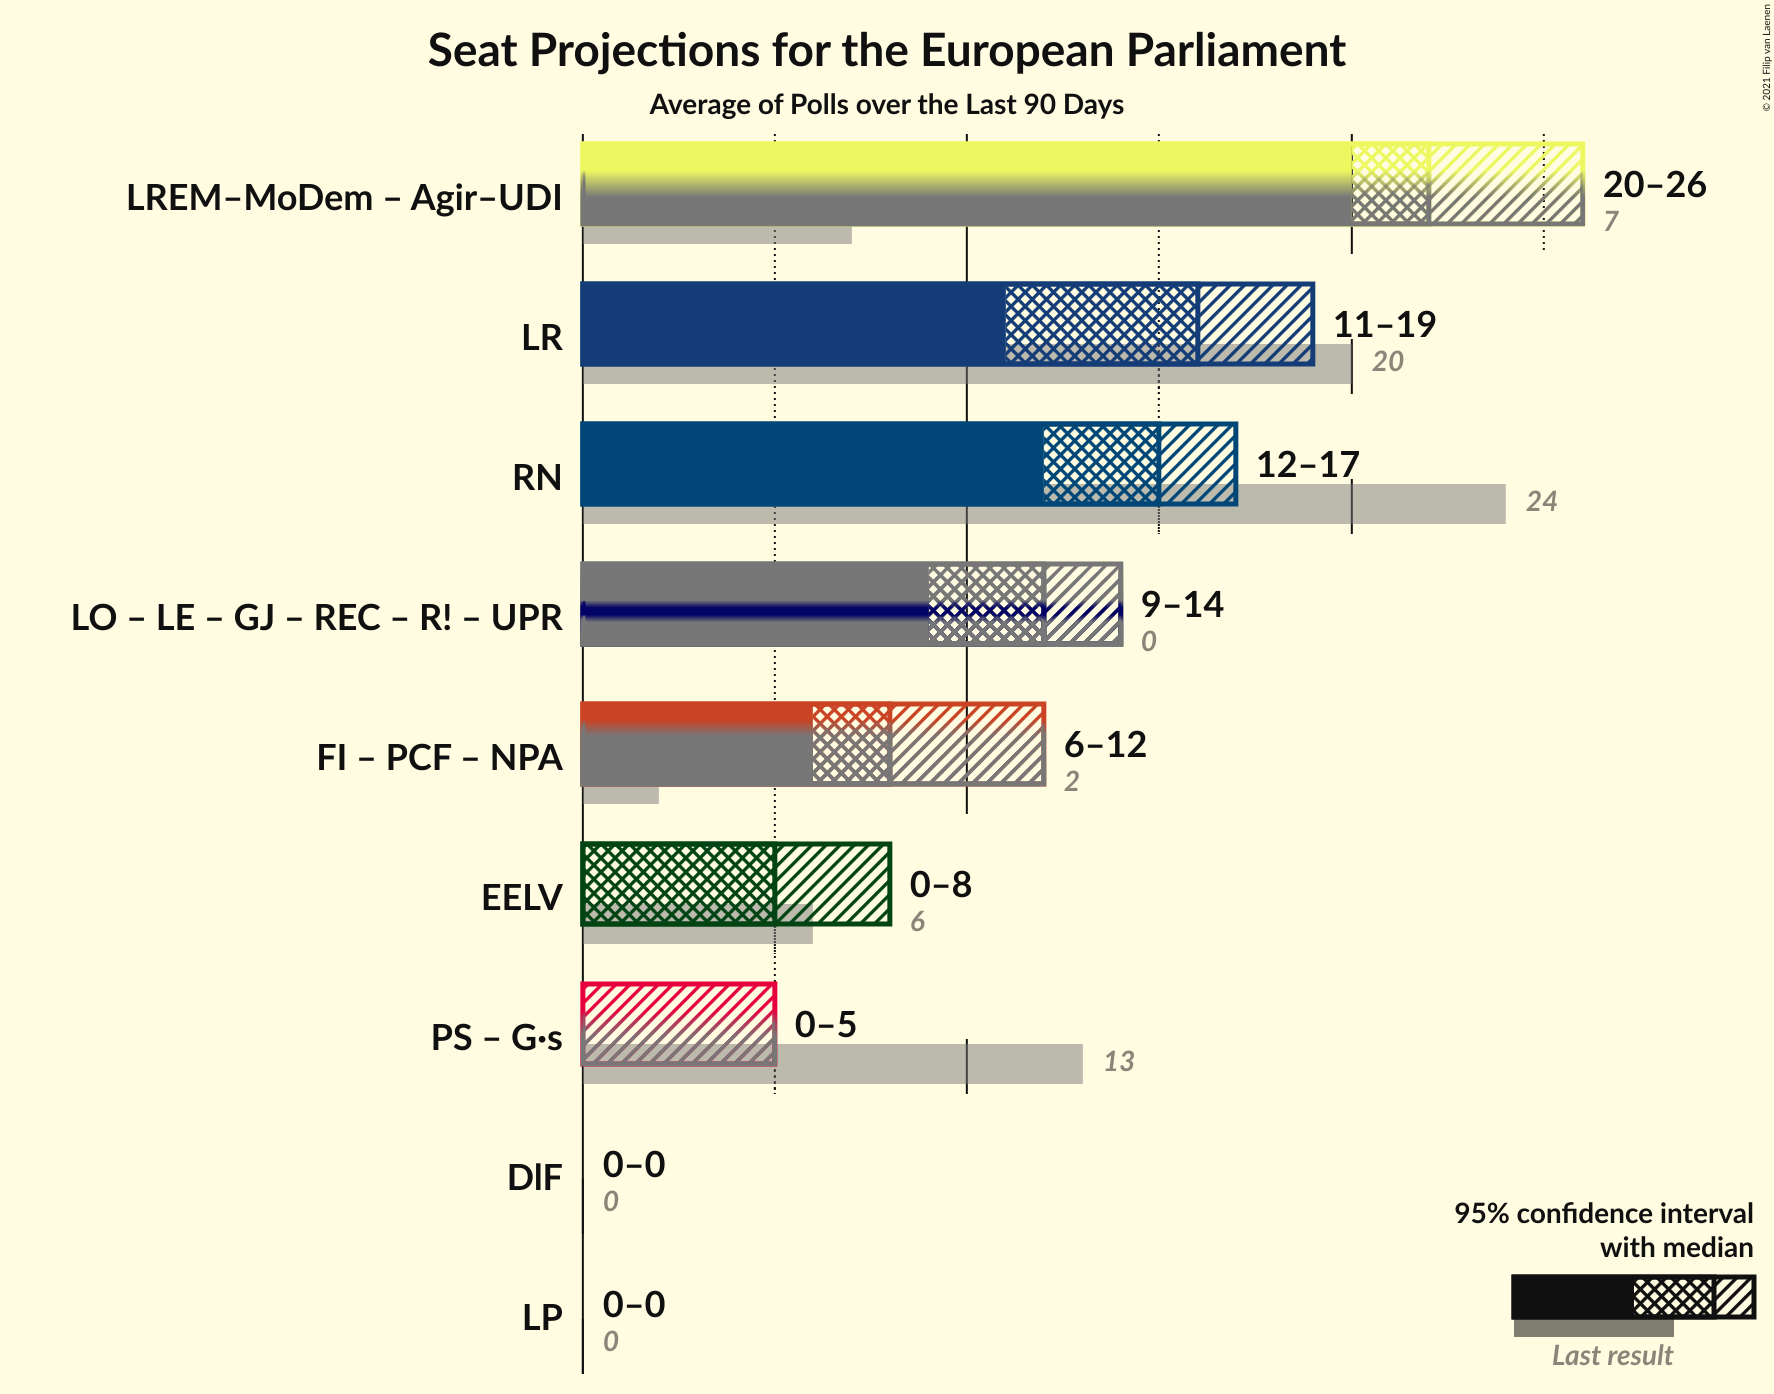 Seat Projections for the European Parliament
Average of Polls over the Last 90 Days
© 2021 Filip van Laenen
LREM–MoDem – Agir–UDI
20–26
7
LR
11–19
20
RN
12–17
24
LO – LE – GJ – REC – R! – UPR
9–14
0
FI – PCF – NPA
6–12
2
EELV
0–8
6
PS – G·s
0–5
13
DIF
0–0
0
LP
0–0
0
95% confidence interval
with median
Last result